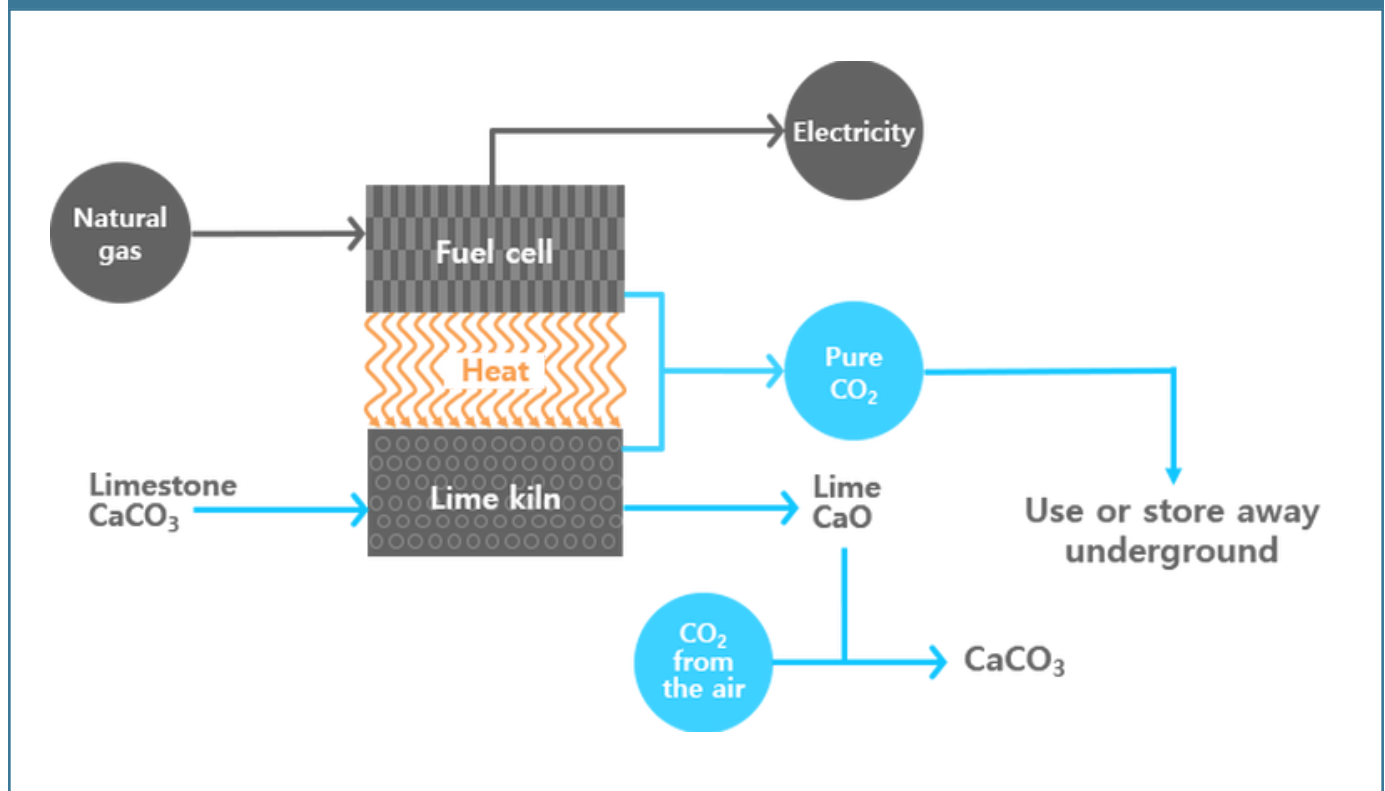 Electricity
Natural
gas
Fuel cell
Heat
Pure
CO₂
Limestone
CaCO₃
Lime kiln
Lime
CaO
Use or store away
underground
CO₂
from
the air
CaCO₃